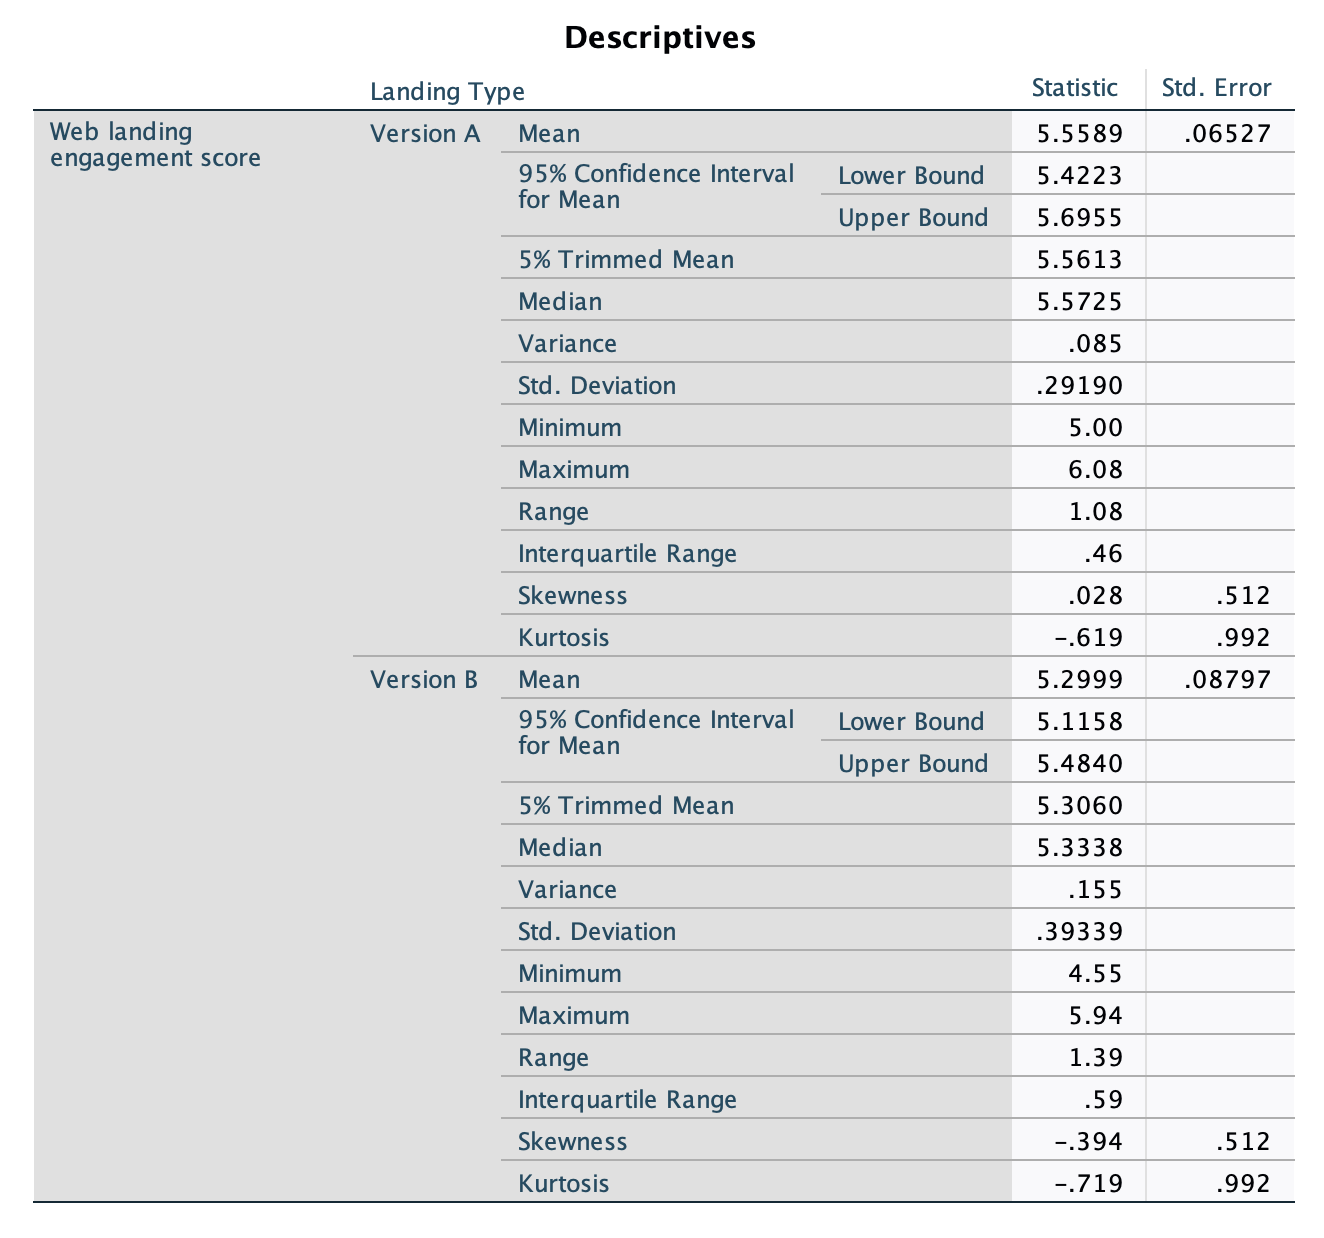 Descriptives
Landing Type Statistic Std. Error
Web landing engagement score Version A Mean 5.5589 .06527
95% Confidence Interval for Mean Lower Bound 5.4223
Upper Bound 5.6955
5% Trimmed Mean 5.5613
Median 5.5725
Variance .085
Std. Deviation .29190
Minimum 5.00
Maximum 6.08
Range 1.08
Interquartile Range .46
Skewness .028 .512
Kurtosis -.619 .992
Version B Mean 5.2999 .08797
95% Confidence Interval for Mean Lower Bound 5.1158
Upper Bound 5.4840
5% Trimmed Mean 5.3060
Median 5.3338
Variance .155
Std. Deviation .39339
Minimum 4.55
Maximum 5.94
Range 1.39
Interquartile Range .59
Skewness -.394 .512
Kurtosis -.719 .992